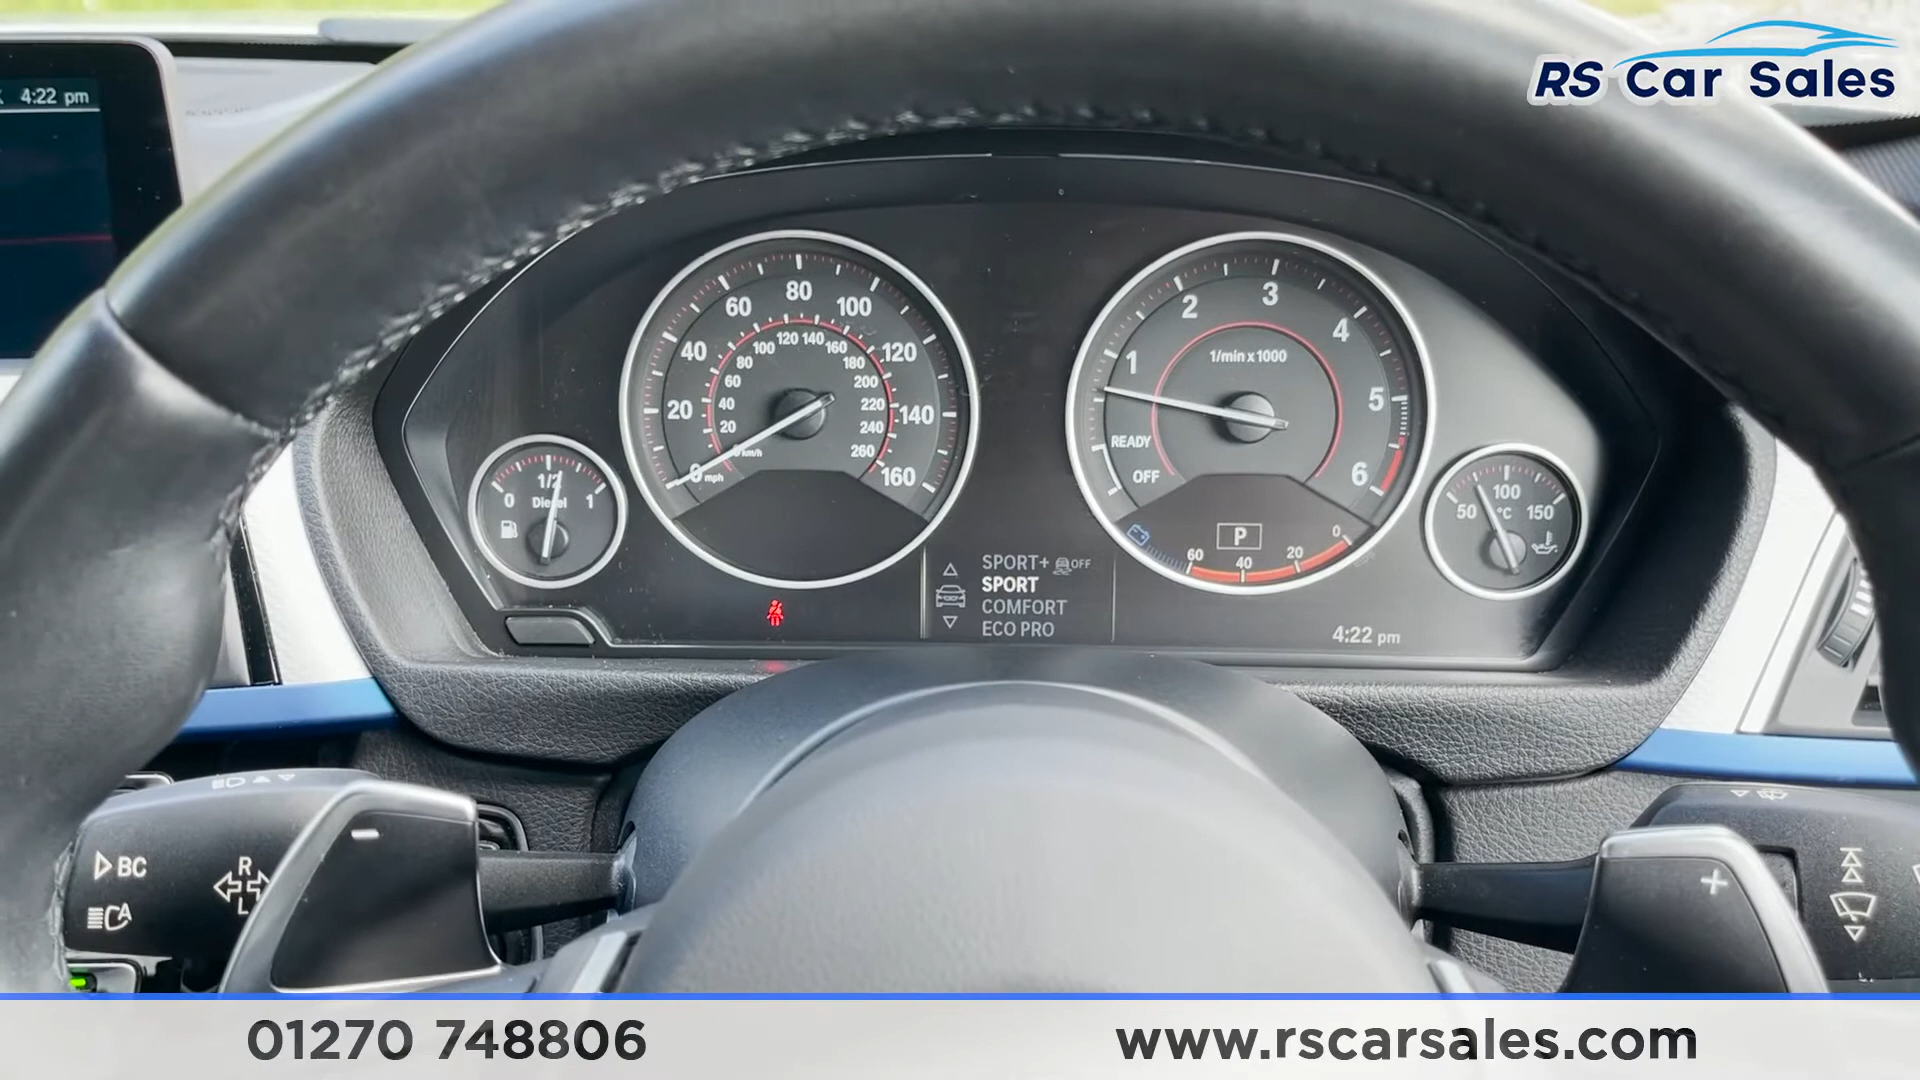 RS Car Sales
4:22 pm
80
60 100
40 120
20 140
0 mph 160
120 140
100 160
80 180
60 200
40 220
20 240
km/h 260
1/2
0 Diesel 1
3
2 4
1 5
6
1/min x 1000
READY
OFF
P
60 40 20 0
100
50 °C 150
SPORT+ OFF
SPORT
COMFORT
ECO PRO
4:22 pm
BC
R
L
A
-
+
01270 748806
www.rscarsales.com